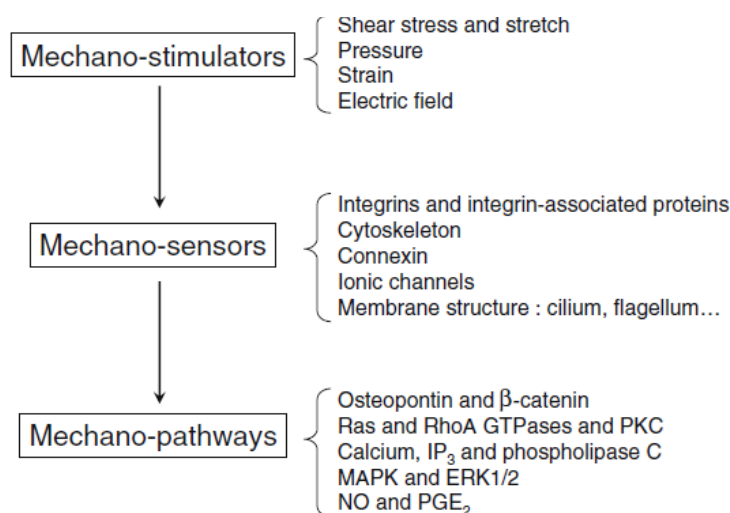 Mechano-stimulators
Shear stress and stretch
Pressure
Strain
Electric field
Mechano-sensors
Integrins and integrin-associated proteins
Cytoskeleton
Connexin
Ionic channels
Membrane structure : cilium, flagellum…
Mechano-pathways
Osteopontin and β-catenin
Ras and RhoA GTPases and PKC
Calcium, IP₃ and phospholipase C
MAPK and ERK1/2
NO and PGE₂